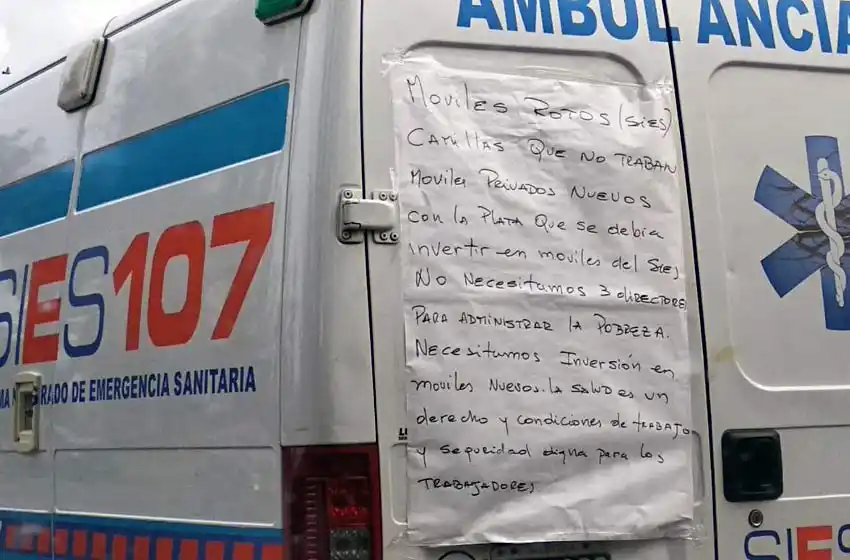 AMBULANCIA
MOVILES ROTOS (SIES)
CAMILLAS QUE NO TRABAN
MOVILES PRIVADOS NUEVOS
CON LA PLATA QUE se debia
invertir en moviles del SIES
NO Necesitamos 3 directores
PARA ADMINISTRAR la POBREZA.
Necesitamos Inversión en
moviles Nuevos. la SALUD es un
derecho y condiciones de TRABAJO
y seguridad digna para los
TRABAJADORES
SIES107
RADO DE EMERGENCIA SANITARIA
SIES